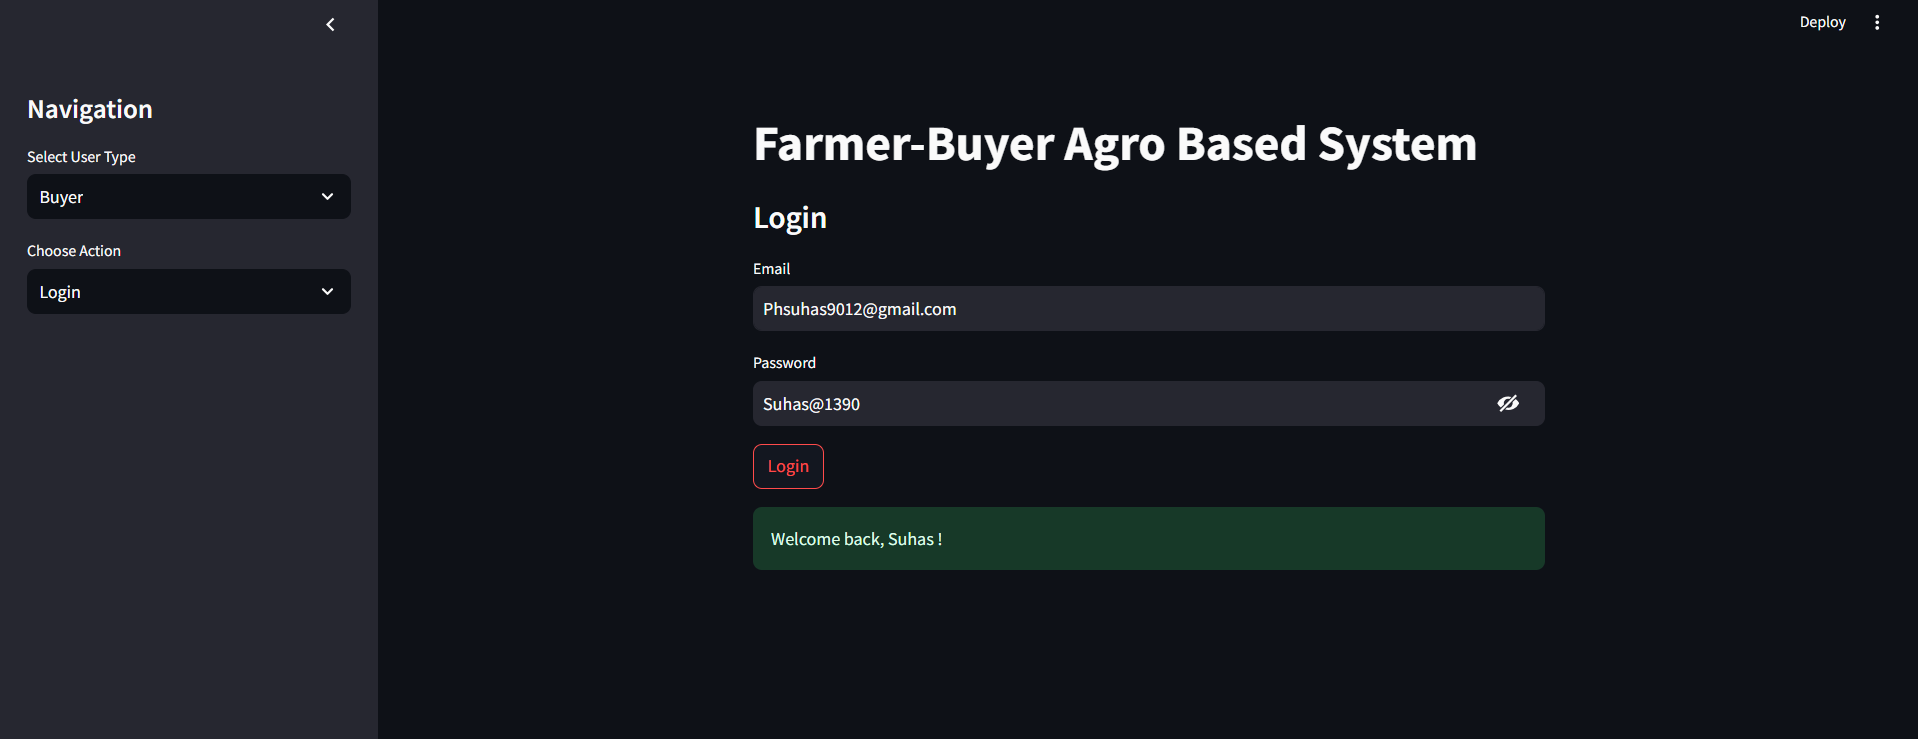 Deploy
Navigation
Select User Type
Buyer
Choose Action
Login
Farmer-Buyer Agro Based System
Login
Email
Phsuhas9012@gmail.com
Password
Suhas@1390
Login
Welcome back, Suhas !